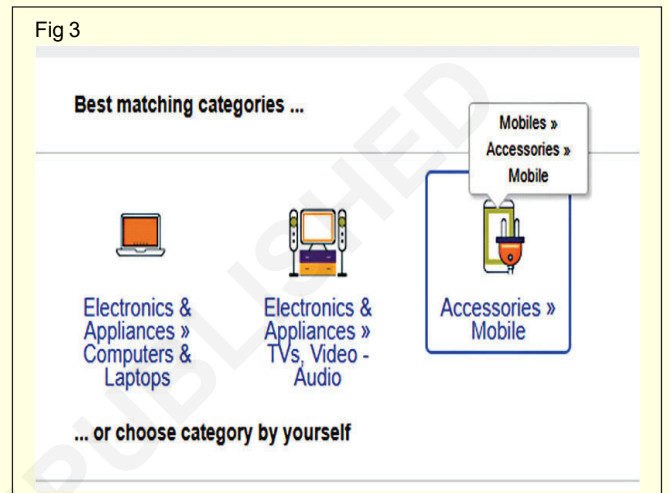 Fig 3
Best matching categories ...
Mobiles »
Accessories »
Mobile
Electronics &
Appliances »
Computers &
Laptops
Electronics &
Appliances »
TVs, Video -
Audio
Accessories »
Mobile
... or choose category by yourself
PUBLISHED